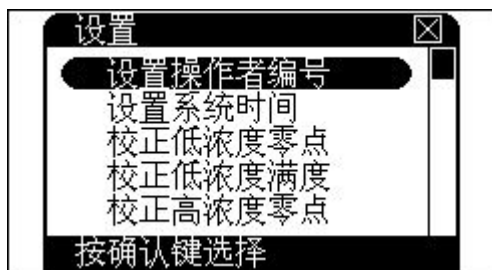 设置
设置操作者编号
设置系统时间
校正低浓度零点
校正低浓度满度
校正高浓度零点
按确认键选择